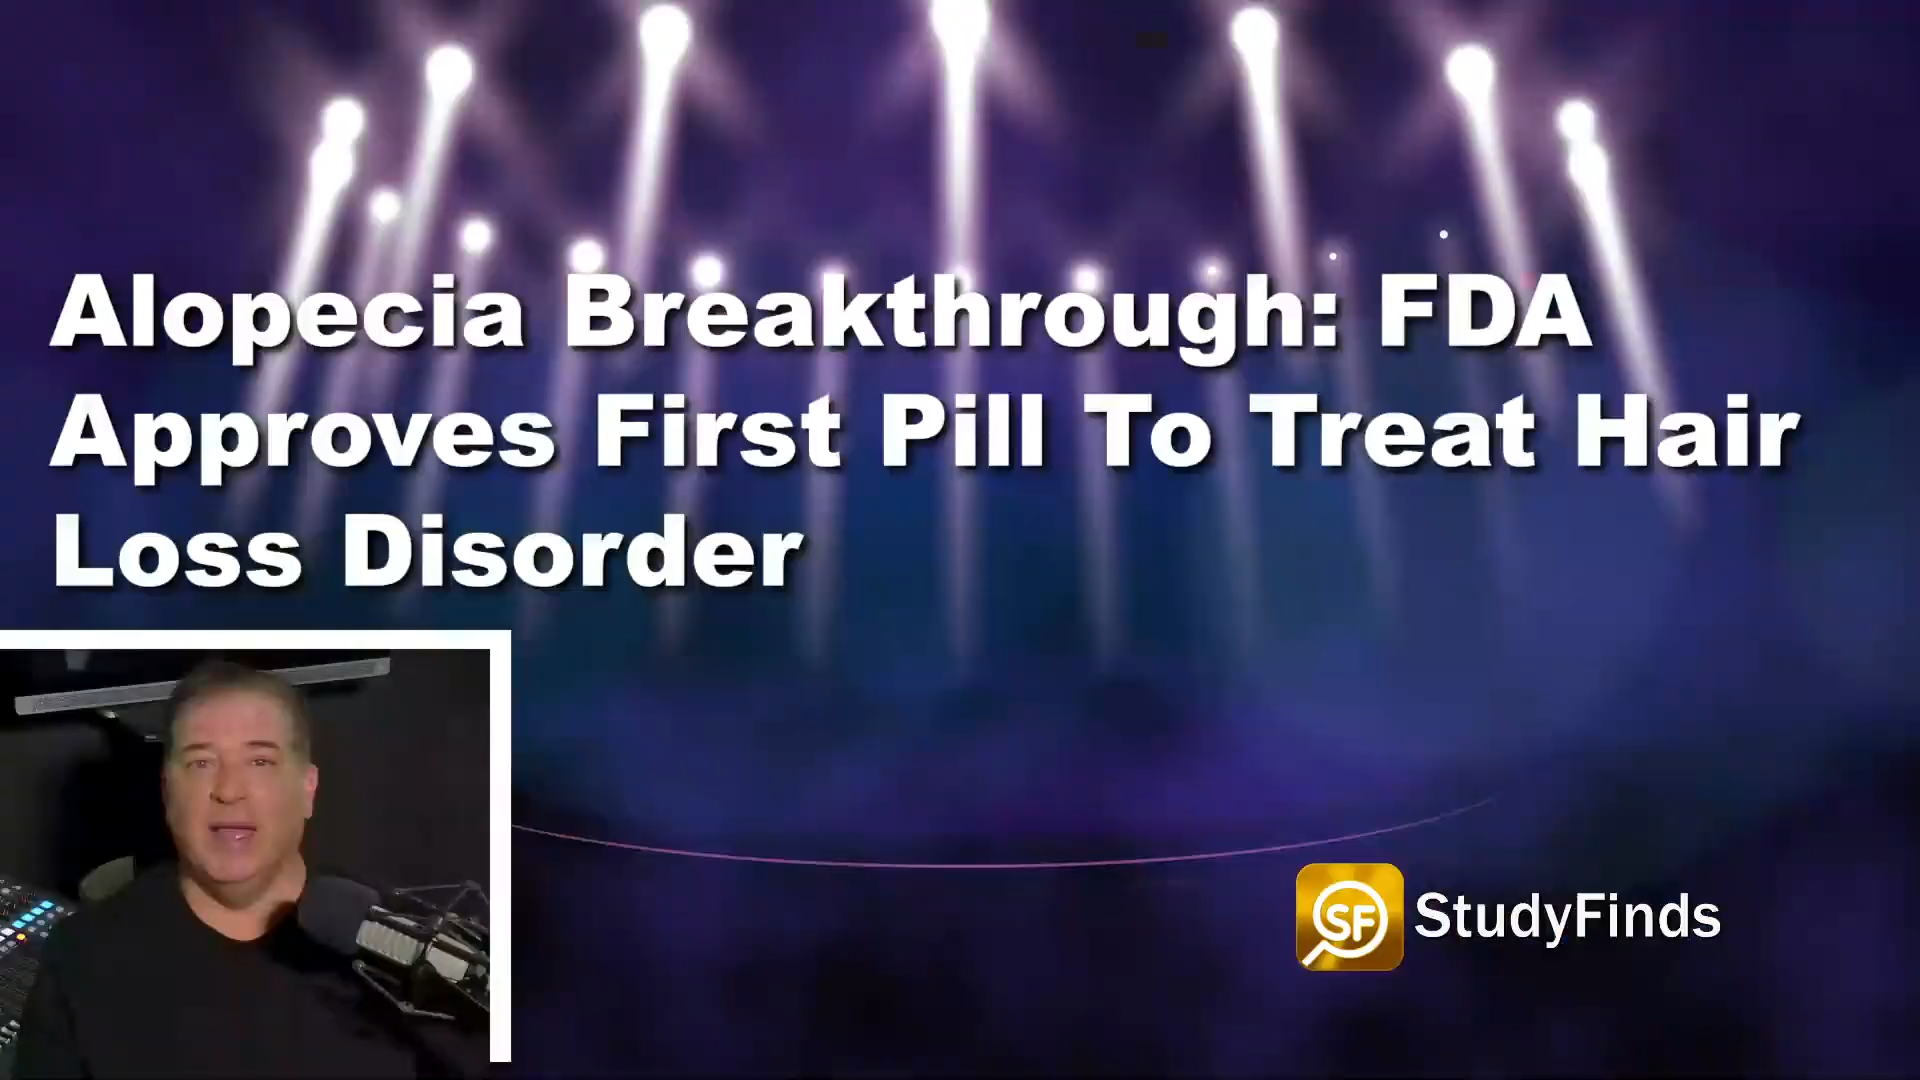 Alopecia Breakthrough: FDA
Approves First Pill To Treat Hair
Loss Disorder
SF StudyFinds